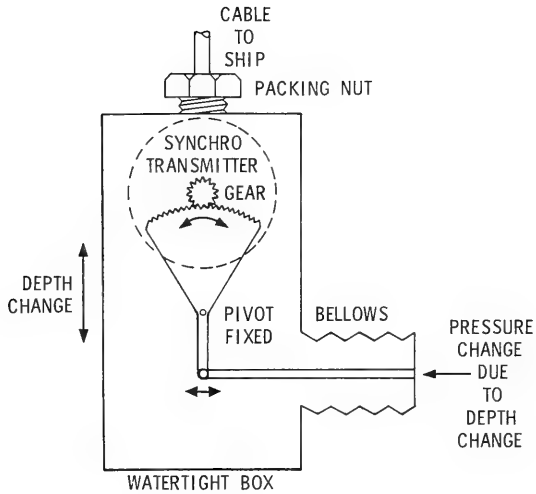 CABLE
TO
SHIP
PACKING NUT
SYNCHRO
TRANSMITTER
GEAR
DEPTH
CHANGE
PIVOT
FIXED
BELLOWS
PRESSURE
CHANGE
DUE
TO
DEPTH
CHANGE
WATERTIGHT BOX